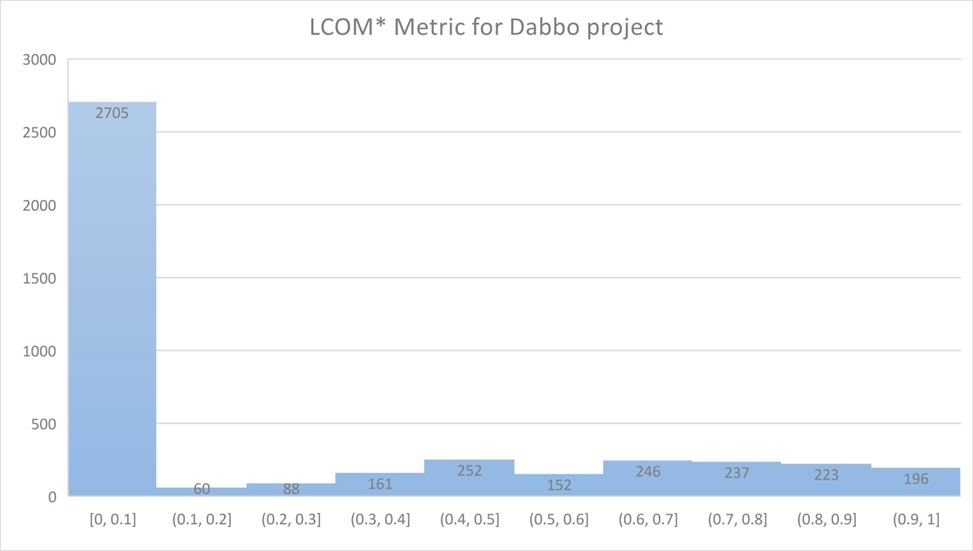 LCOM* Metric for Dabbo project
3000
2705
2500
2000
1500
1000
500
60 88 161 252 152 246 237 223 196
0
[0, 0.1] (0.1, 0.2] (0.2, 0.3] (0.3, 0.4] (0.4, 0.5] (0.5, 0.6] (0.6, 0.7] (0.7, 0.8] (0.8, 0.9] (0.9, 1]